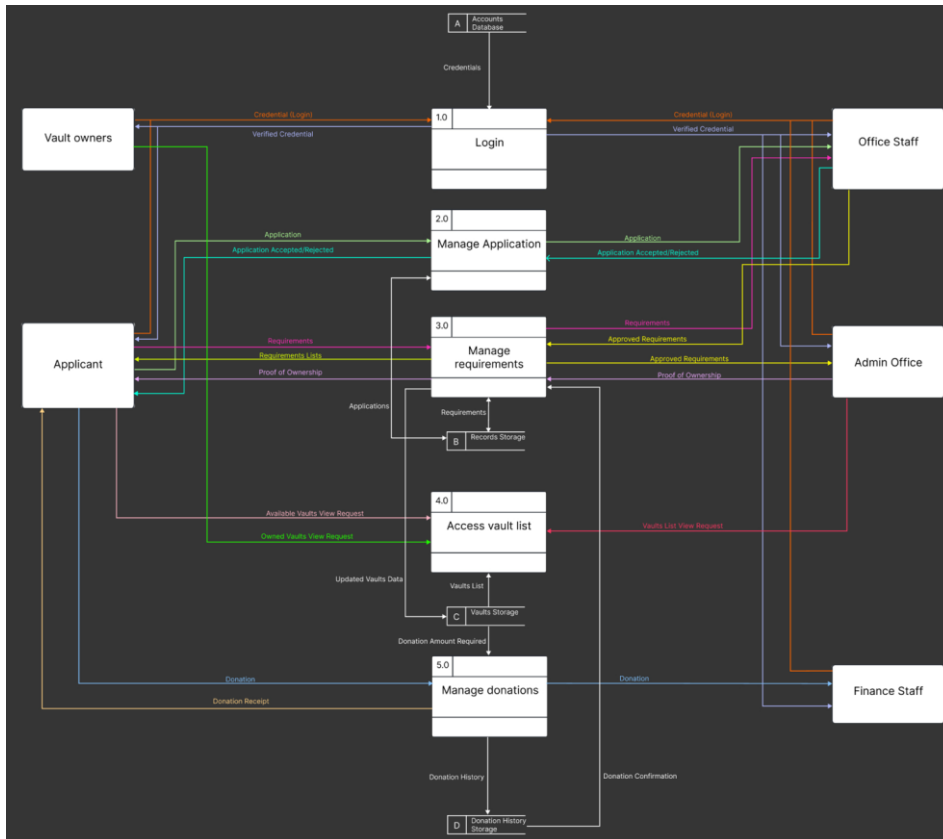 A
Accounts
Database
Credentials
Vault owners
Credential (Login)
Verified Credential
1.0
Login
Credential (Login)
Verified Credential
Office Staff
2.0
Manage Application
Application
Application Accepted/Rejected
Application
Application Accepted/Rejected
Applicant
Requirements
Requirements Lists
Proof of Ownership
3.0
Manage
requirements
Requirements
Approved Requirements
Approved Requirements
Proof of Ownership
Admin Office
Applications
Requirements
B
Records Storage
4.0
Access vault list
Available Vaults View Request
Owned Vaults View Request
Vaults List View Request
Updated Vaults Data
Vaults List
C
Vaults Storage
Donation Amount Required
5.0
Manage donations
Donation
Donation Receipt
Donation
Finance Staff
Donation History
Donation Confirmation
D
Donation History
Storage